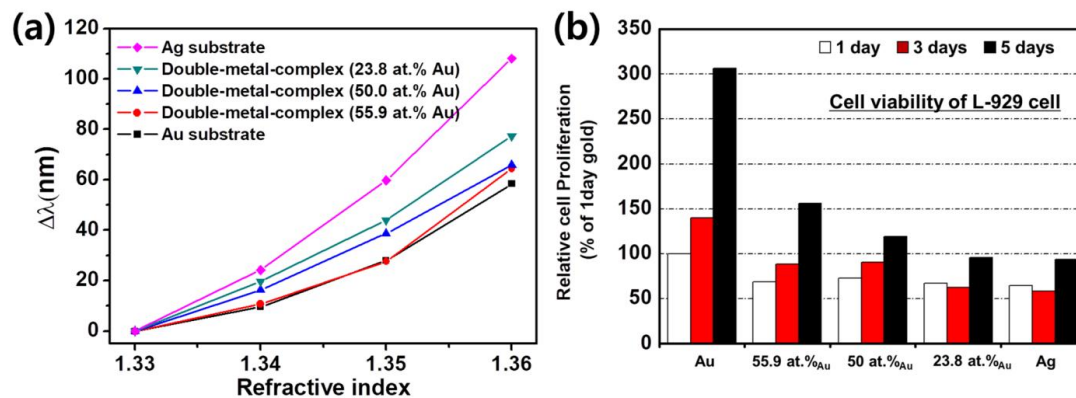 (a)
120
100
80
60
40
20
0
Δλ(nm)
Ag substrate
Double-metal-complex (23.8 at.% Au)
Double-metal-complex (50.0 at.% Au)
Double-metal-complex (55.9 at.% Au)
Au substrate
1.33 1.34 1.35 1.36
Refractive index
(b)
350
300
250
200
150
100
50
0
Relative cell Proliferation
(% of 1day gold)
1 day 3 days 5 days
Cell viability of L-929 cell
Au 55.9 at.%Au 50 at.%Au 23.8 at.%Au Ag